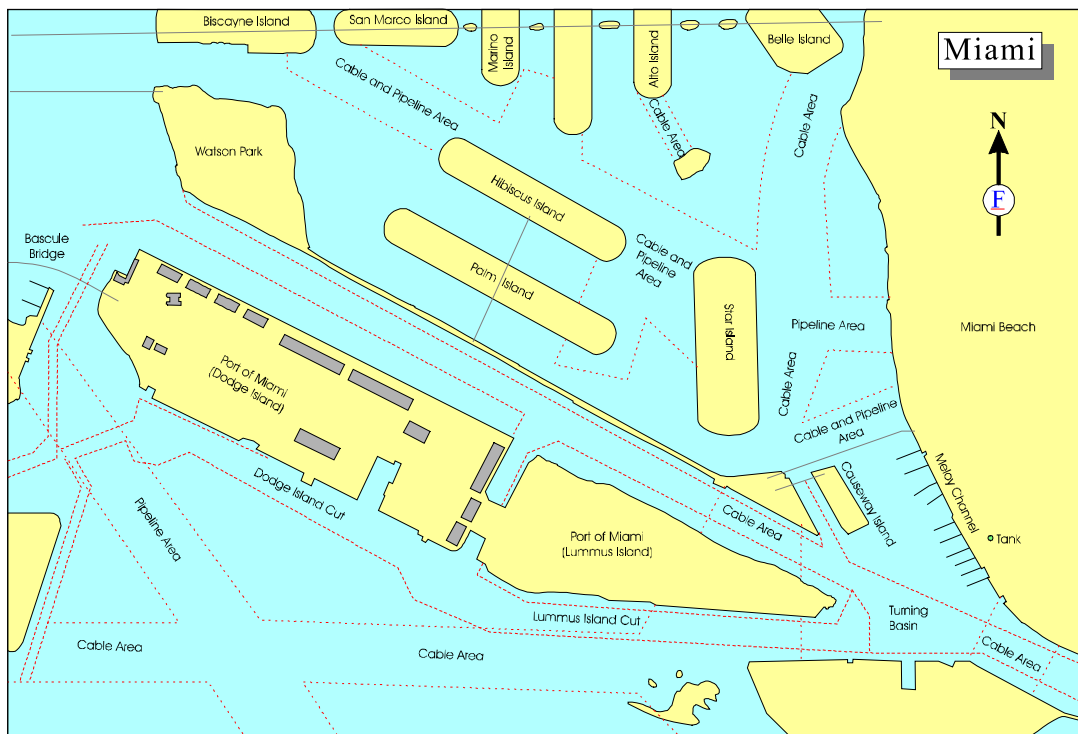 Biscayne Island
San Marco Island
Marino
Island
Alto Island
Belle Island
Miami
N
F
Cable and Pipeline Area
Cable Area
Cable Area
Watson Park
Hibiscus Island
Palm Island
Cable and
Pipeline
Area
Star Island
Bascule
Bridge
Pipeline Area
Miami Beach
Cable Area
Port of Miami
(Dodge Island)
Cable and Pipeline
Area
Meloy Channel
Causeway Island
Tank
Dodge Island Cut
Pipeline Area
Cable Area
Port of Miami
(Lummus Island)
Lummus Island Cut
Turning
Basin
Cable Area
Cable Area
Cable Area